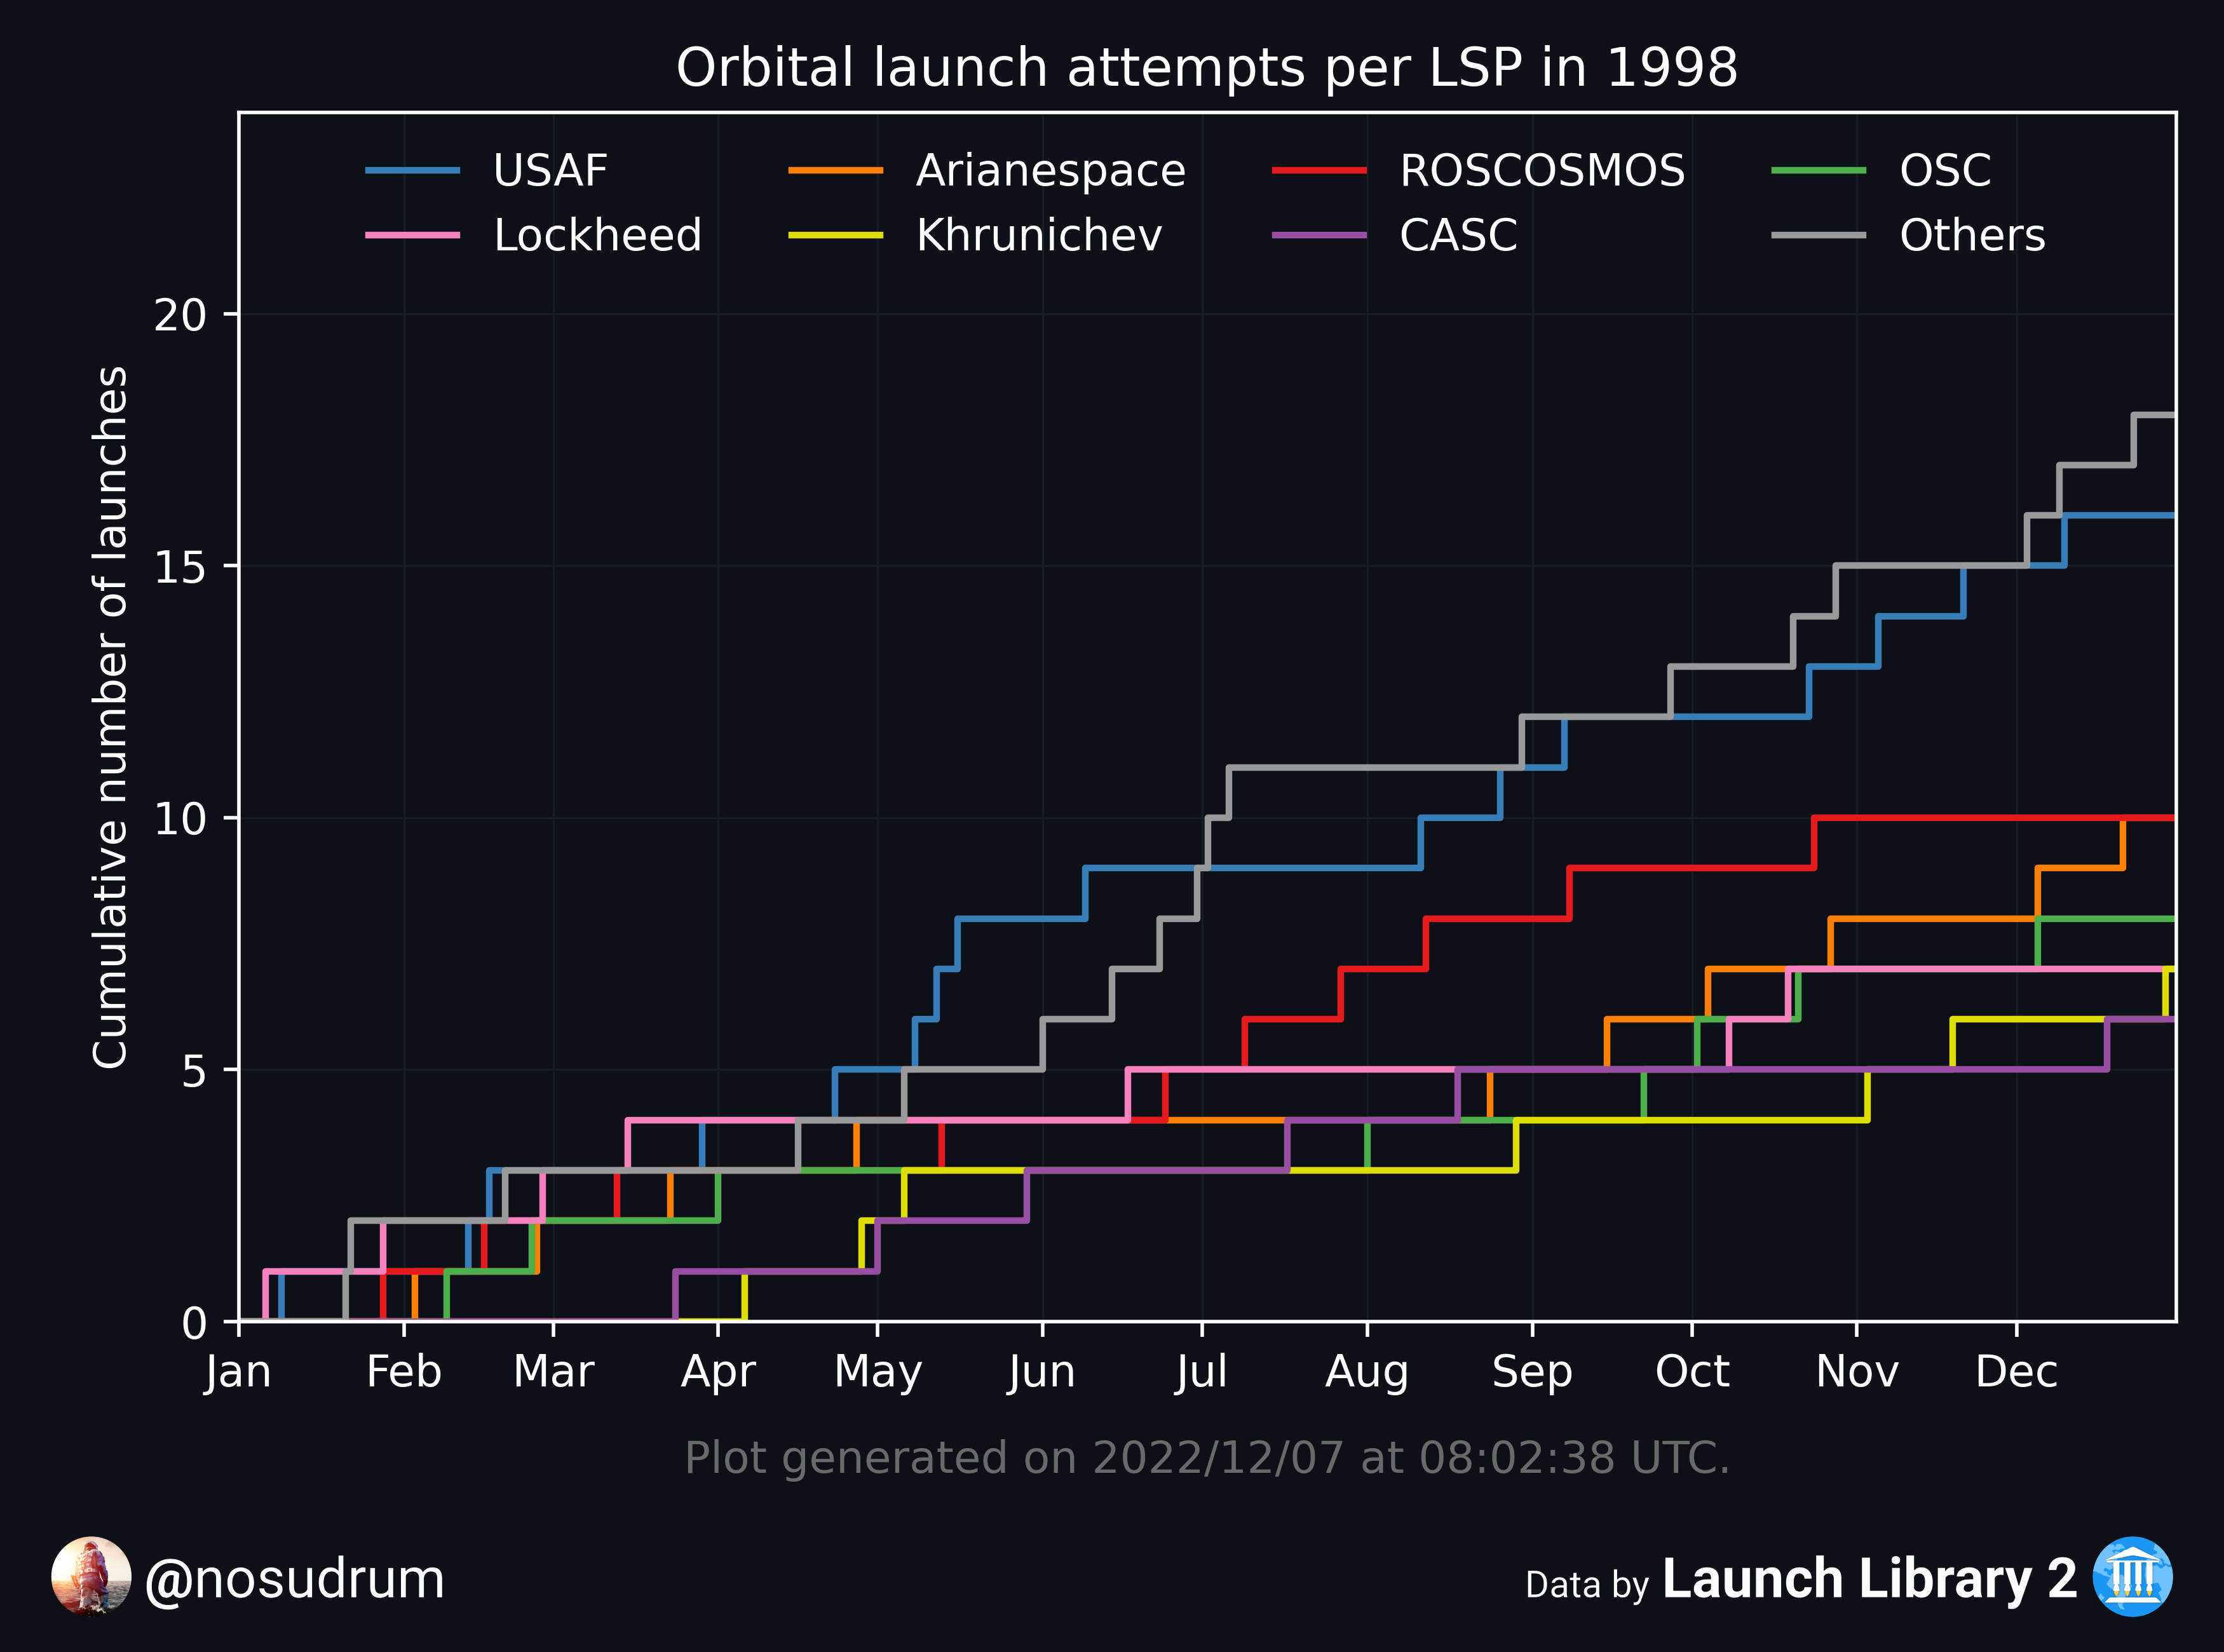 Orbital launch attempts per LSP in 1998
USAF Arianespace ROSCOSMOS OSC
Lockheed Khrunichev CASC Others
Cumulative number of launches
20
15
10
5
0
Jan Feb Mar Apr May Jun Jul Aug Sep Oct Nov Dec
Plot generated on 2022/12/07 at 08:02:38 UTC.
@nosudrum
Data by Launch Library 2